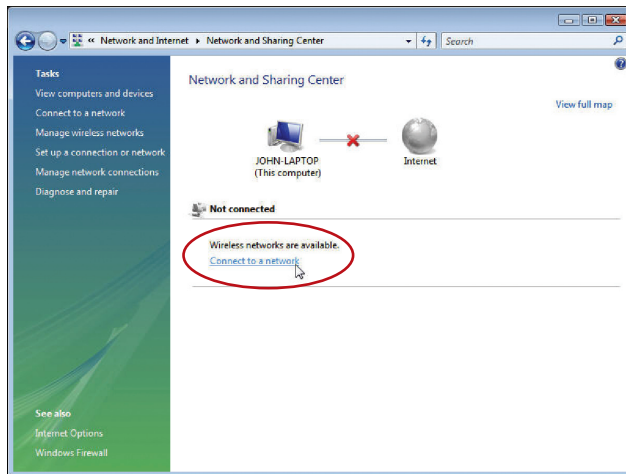 « Network and Internet ▸ Network and Sharing Center
Search
Tasks
View computers and devices
Connect to a network
Manage wireless networks
Set up a connection or network
Manage network connections
Diagnose and repair
See also
Internet Options
Windows Firewall
Network and Sharing Center
View full map
JOHN-LAPTOP
(This computer)
Internet
Not connected
Wireless networks are available.
Connect to a network